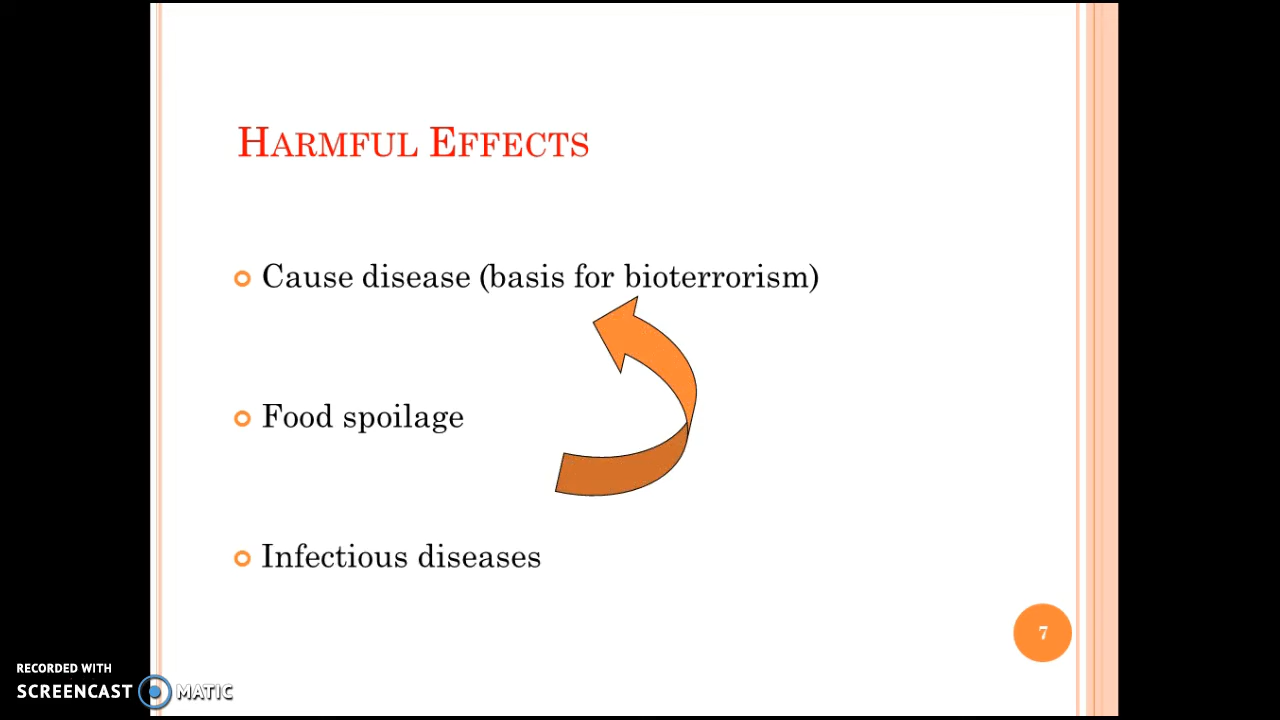 HARMFUL EFFECTS
Cause disease (basis for bioterrorism)
Food spoilage
Infectious diseases
7
RECORDED WITH
SCREENCAST MATIC